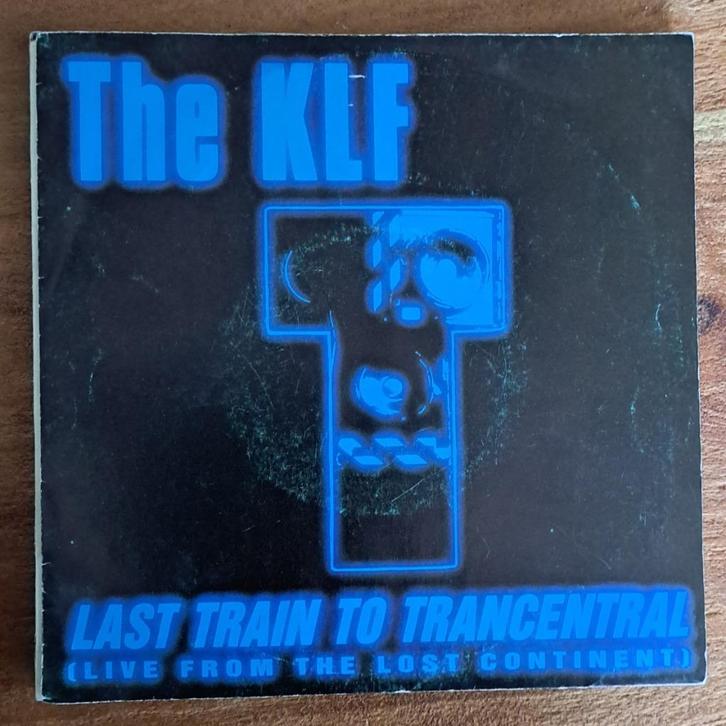 The KLF
LAST TRAIN TO TRANCENTRAL
(LIVE FROM THE LOST CONTINENT)